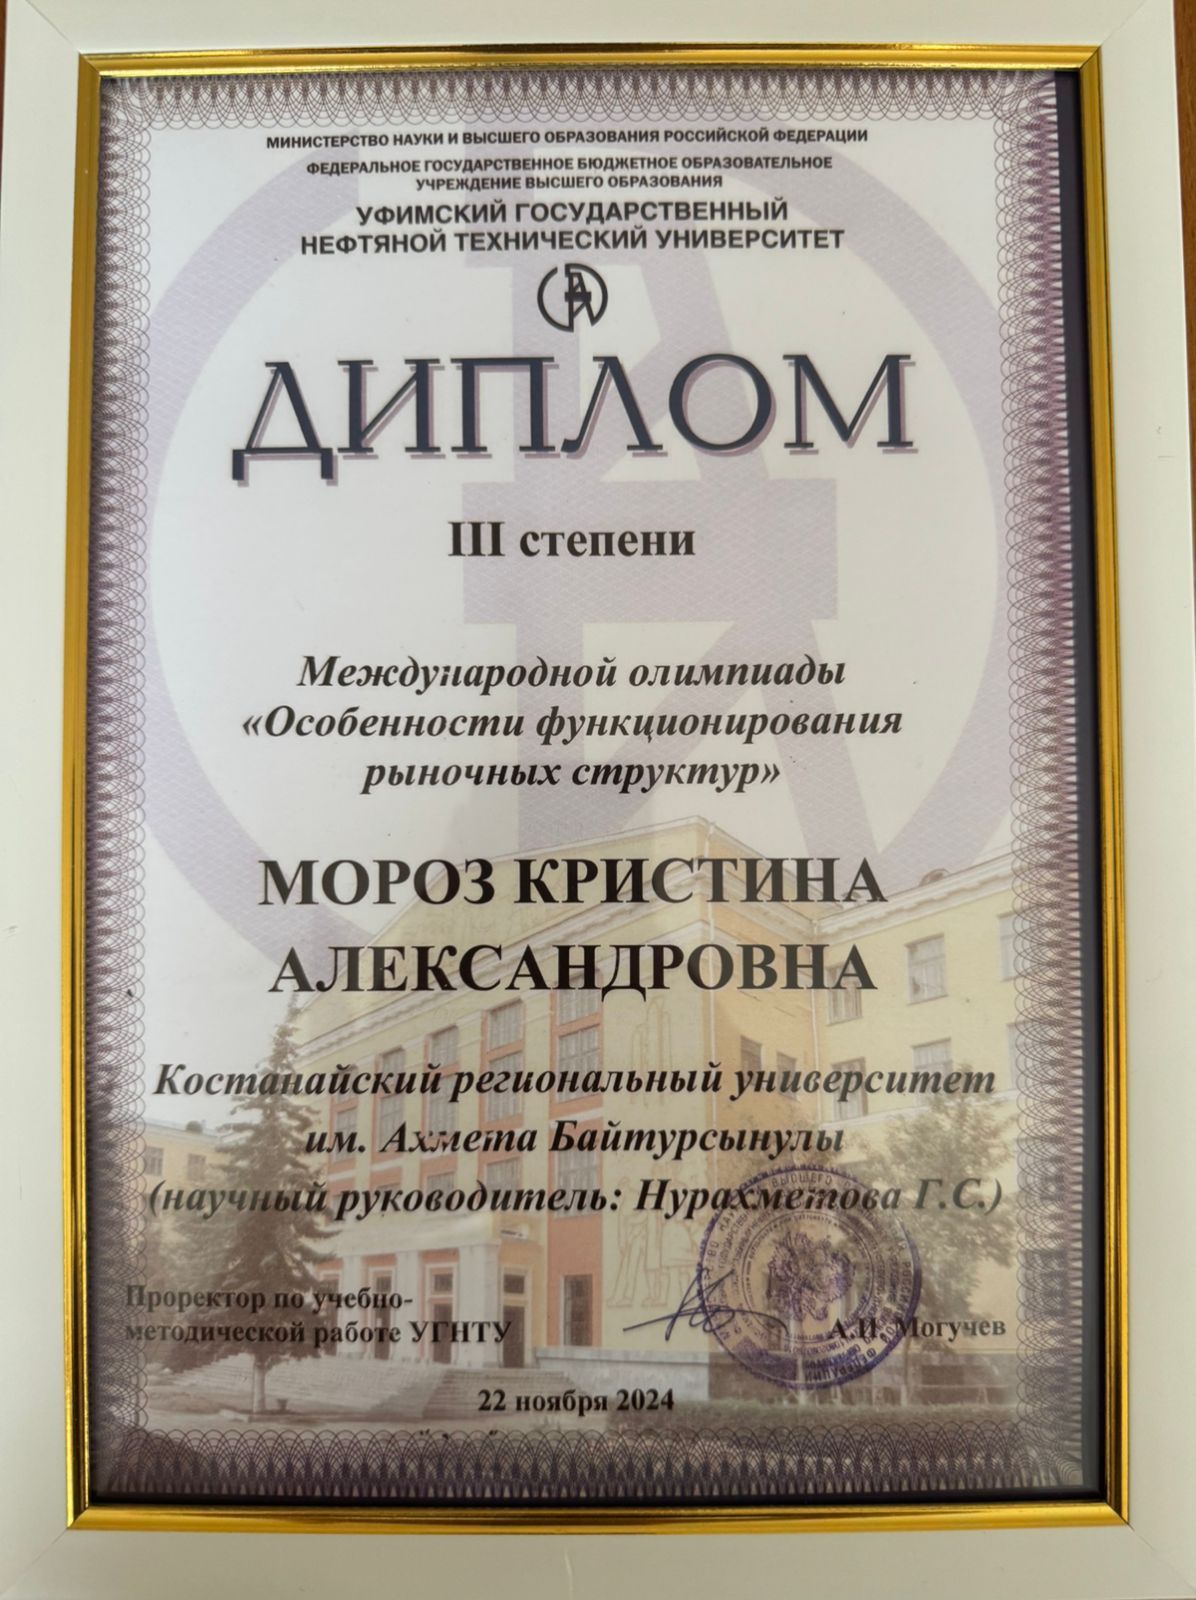 МИНИСТЕРСТВО НАУКИ И ВЫСШЕГО ОБРАЗОВАНИЯ РОССИЙСКОЙ ФЕДЕРАЦИИ
ФЕДЕРАЛЬНОЕ ГОСУДАРСТВЕННОЕ БЮДЖЕТНОЕ ОБРАЗОВАТЕЛЬНОЕ
УЧРЕЖДЕНИЕ ВЫСШЕГО ОБРАЗОВАНИЯ
УФИМСКИЙ ГОСУДАРСТВЕННЫЙ
НЕФТЯНОЙ ТЕХНИЧЕСКИЙ УНИВЕРСИТЕТ
ДИПЛОМ
III степени
Международной олимпиады
«Особенности функционирования
рыночных структур»
МОРОЗ КРИСТИНА
АЛЕКСАНДРОВНА
Костанайский региональный университет
им. Ахмета Байтурсынулы
(научный руководитель: Нурахметова Г.С.)
Проректор по учебно-
методической работе УГНТУ
А.И. Могучев
22 ноября 2024